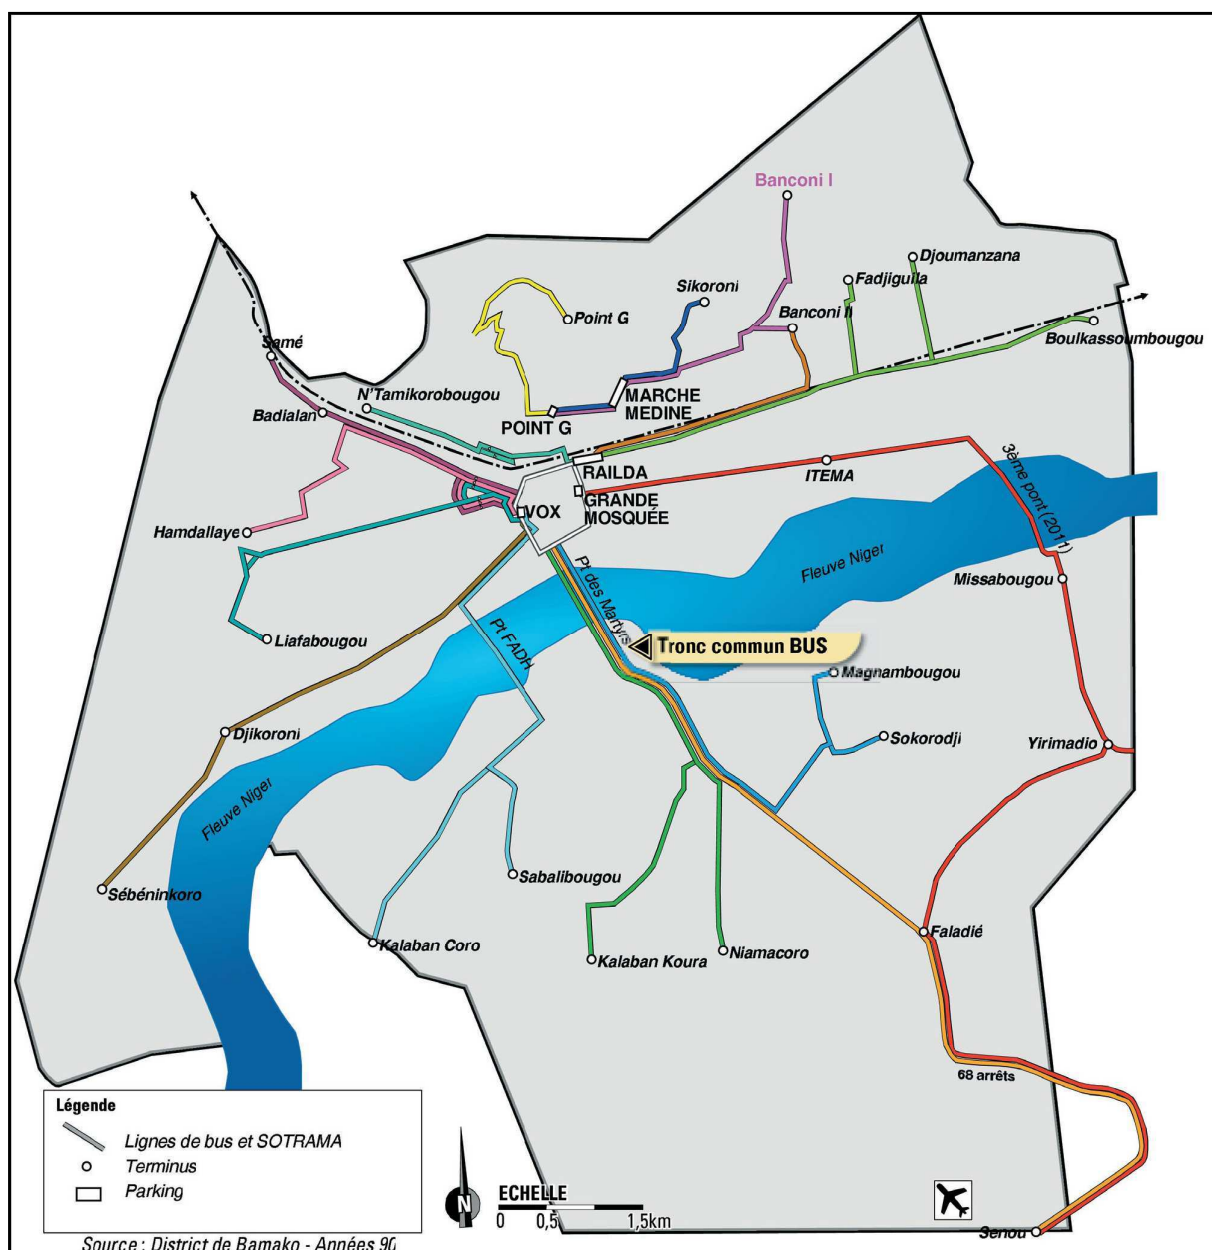 Banconi I
Djoumanzana
Fadjiguila
Sikoroni
Point G
Banconi II
Boulkassoumbougou
Samé
N'Tamikorobougou
MARCHE
MEDINE
Badialan
POINT G
RAILDA
ITEMA
3ème pont (2011)
GRANDE
MOSQUÉE
VOX
Hamdallaye
Pt des Martyrs
Fleuve Niger
Missabougou
Liafabougou
Pt FADH
Tronc commun BUS
Magnambougou
Djikoroni
Sokorodji
Yirimadio
Fleuve Niger
Sabalibougou
Sébéninkoro
Kalaban Coro
Kalaban Koura
Niamacoro
Faladié
68 arrêts
Légende
Lignes de bus et SOTRAMA
Terminus
Parking
N
ECHELLE
0 0,5 1,5km
Senou
Source : District de Bamako - Années 90